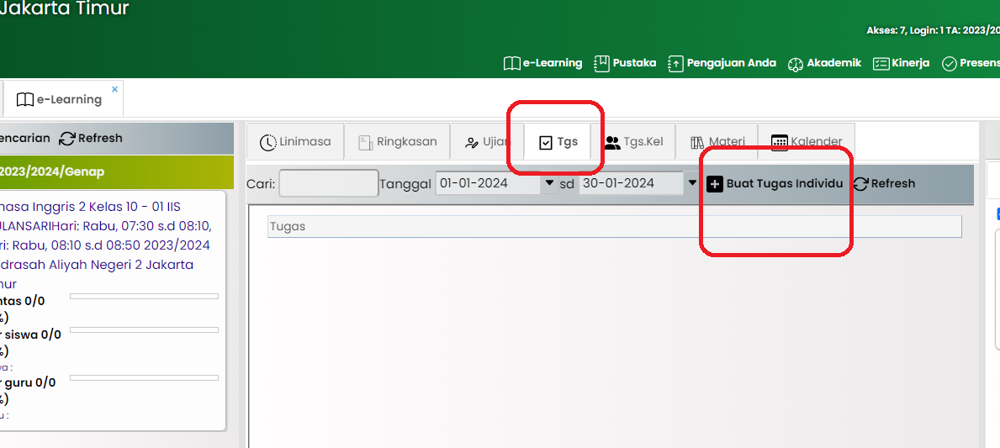 Jakarta Timur
Akses: 7, Login: 1 TA: 2023/20
e-Learning Pustaka Pengajuan Anda Akademik Kinerja Presens
e-Learning ×
encarian Refresh
2023/2024/Genap
nasa Inggris 2 Kelas 10 - 01 IIS
JLANSARIHari: Rabu, 07:30 s.d 08:10,
ri: Rabu, 08:10 s.d 08:50 2023/2024
drasah Aliyah Negeri 2 Jakarta
nur
ntas 0/0
%)
r siswa 0/0
%)
va :
r guru 0/0
%)
u :
Linimasa Ringkasan Ujian Tgs Tgs.Kel Materi Kalender
Cari: Tanggal 01-01-2024 sd 30-01-2024 Buat Tugas Individu Refresh
Tugas